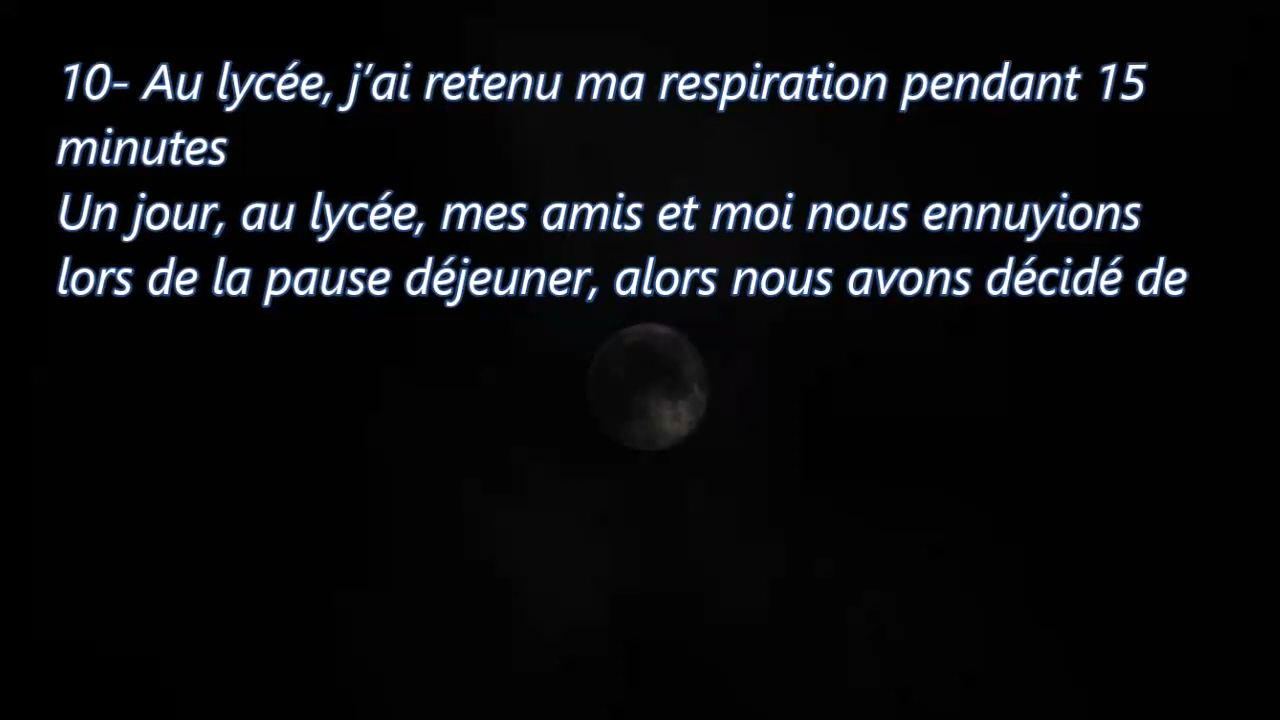 10- Au lycée, j’ai retenu ma respiration pendant 15
minutes
Un jour, au lycée, mes amis et moi nous ennuyions
lors de la pause déjeuner, alors nous avons décidé de